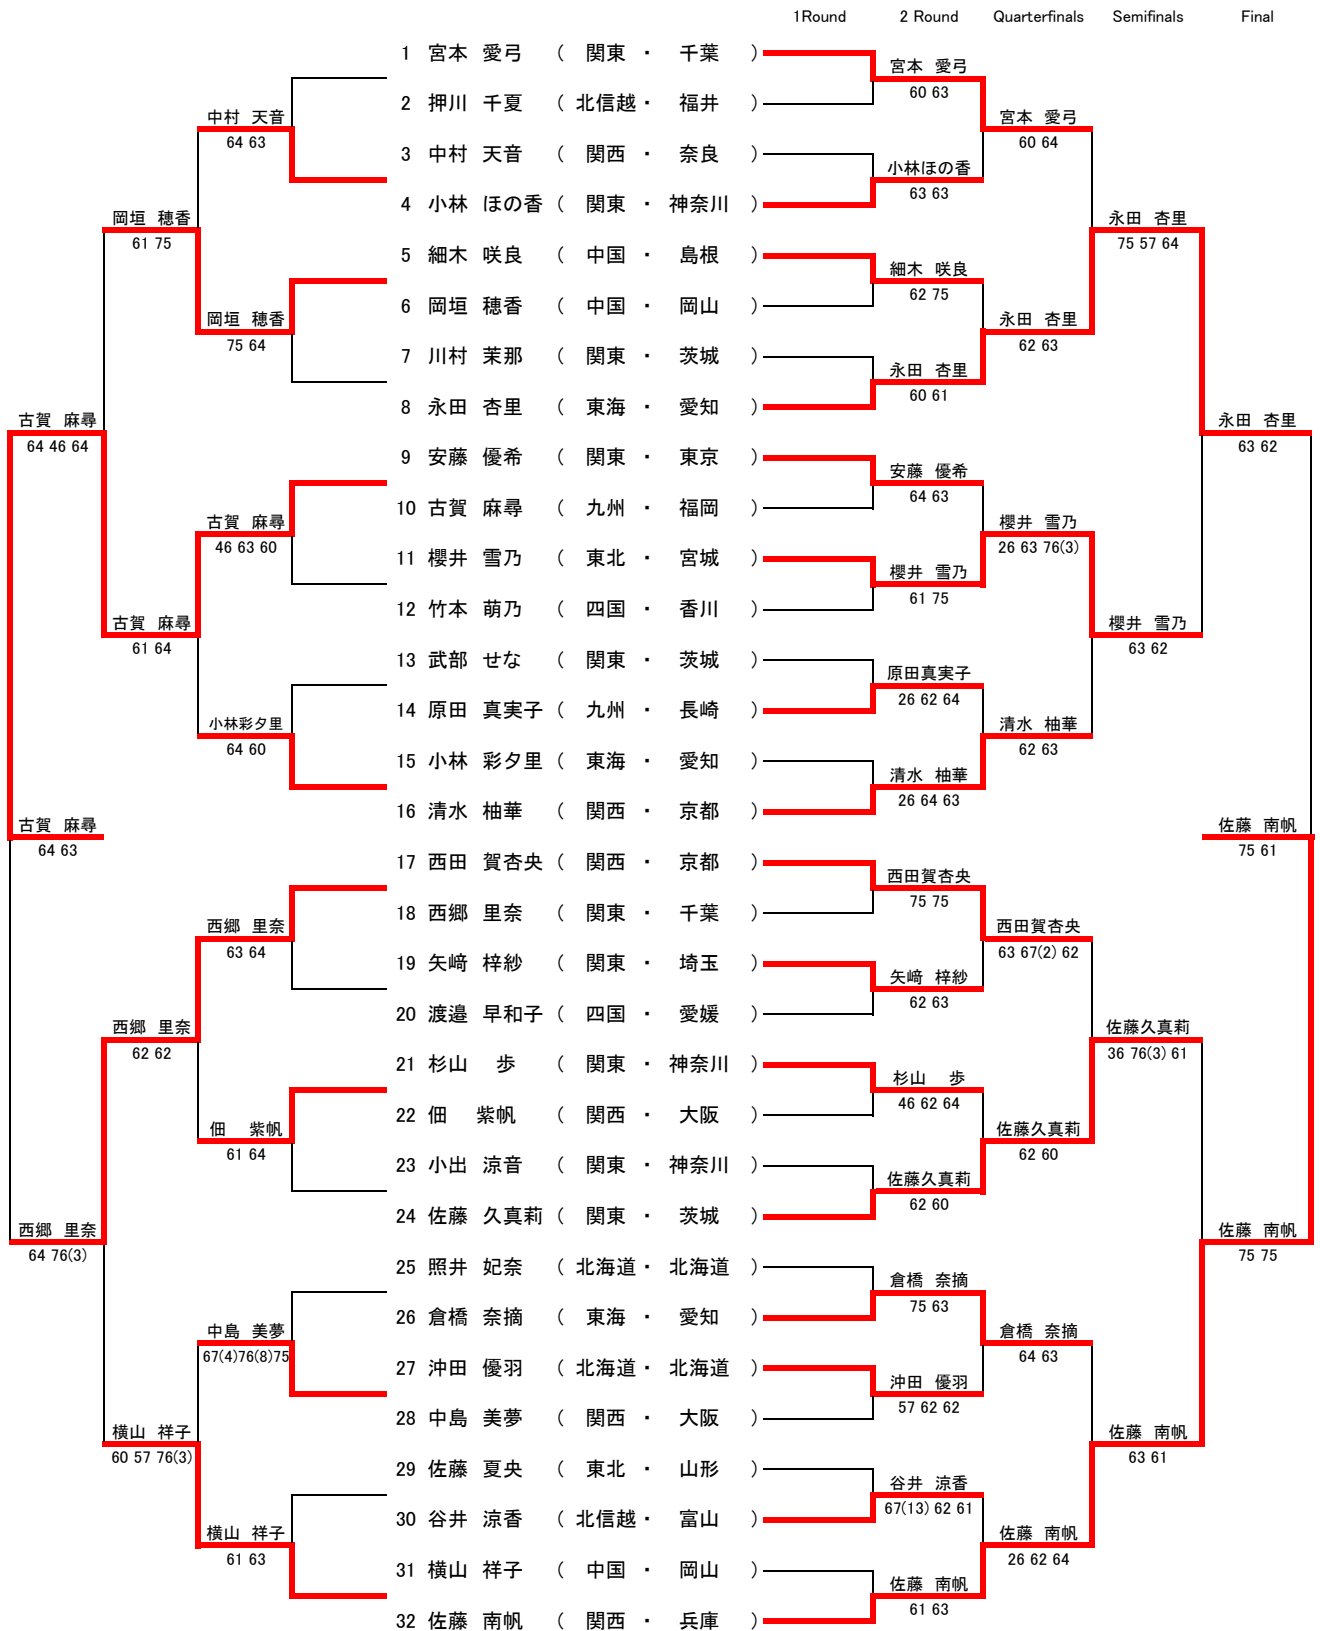 1Round 2 Round Quarterfinals Semifinals Final
1 宮本 愛弓 ( 関東 ・ 千葉 )
宮本 愛弓
60 63
2 押川 千夏 ( 北信越・ 福井 )
中村 天音
64 63
宮本 愛弓
60 64
3 中村 天音 ( 関西 ・ 奈良 )
小林ほの香
63 63
4 小林 ほの香 ( 関東 ・ 神奈川 )
岡垣 穂香
61 75
永田 杏里
75 57 64
5 細木 咲良 ( 中国 ・ 島根 )
細木 咲良
62 75
6 岡垣 穂香 ( 中国 ・ 岡山 )
岡垣 穂香
75 64
永田 杏里
62 63
7 川村 茉那 ( 関東 ・ 茨城 )
永田 杏里
60 61
8 永田 杏里 ( 東海 ・ 愛知 )
古賀 麻尋
64 46 64
永田 杏里
63 62
9 安藤 優希 ( 関東 ・ 東京 )
安藤 優希
64 63
10 古賀 麻尋 ( 九州 ・ 福岡 )
古賀 麻尋
46 63 60
櫻井 雪乃
26 63 76(3)
11 櫻井 雪乃 ( 東北 ・ 宮城 )
櫻井 雪乃
61 75
12 竹本 萌乃 ( 四国 ・ 香川 )
古賀 麻尋
61 64
櫻井 雪乃
63 62
13 武部 せな ( 関東 ・ 茨城 )
原田真実子
26 62 64
14 原田 真実子 ( 九州 ・ 長崎 )
小林彩夕里
64 60
清水 柚華
62 63
15 小林 彩夕里 ( 東海 ・ 愛知 )
清水 柚華
26 64 63
16 清水 柚華 ( 関西 ・ 京都 )
古賀 麻尋
64 63
佐藤 南帆
75 61
17 西田 賀杏央 ( 関西 ・ 京都 )
西田賀杏央
75 75
18 西郷 里奈 ( 関東 ・ 千葉 )
西郷 里奈
63 64
西田賀杏央
63 67(2) 62
19 矢﨑 梓紗 ( 関東 ・ 埼玉 )
矢﨑 梓紗
62 63
20 渡邉 早和子 ( 四国 ・ 愛媛 )
西郷 里奈
62 62
佐藤久真莉
36 76(3) 61
21 杉山 歩 ( 関東 ・ 神奈川 )
杉山 歩
46 62 64
22 佃 紫帆 ( 関西 ・ 大阪 )
佃 紫帆
61 64
佐藤久真莉
62 60
23 小出 涼音 ( 関東 ・ 神奈川 )
佐藤久真莉
62 60
24 佐藤 久真莉 ( 関東 ・ 茨城 )
西郷 里奈
64 76(3)
佐藤 南帆
75 75
25 照井 妃奈 ( 北海道・ 北海道 )
倉橋 奈摘
75 63
26 倉橋 奈摘 ( 東海 ・ 愛知 )
中島 美夢
67(4)76(8)75
倉橋 奈摘
64 63
27 沖田 優羽 ( 北海道・ 北海道 )
沖田 優羽
57 62 62
28 中島 美夢 ( 関西 ・ 大阪 )
横山 祥子
60 57 76(3)
佐藤 南帆
63 61
29 佐藤 夏央 ( 東北 ・ 山形 )
谷井 涼香
67(13) 62 61
30 谷井 涼香 ( 北信越・ 富山 )
横山 祥子
61 63
佐藤 南帆
26 62 64
31 横山 祥子 ( 中国 ・ 岡山 )
佐藤 南帆
61 63
32 佐藤 南帆 ( 関西 ・ 兵庫 )